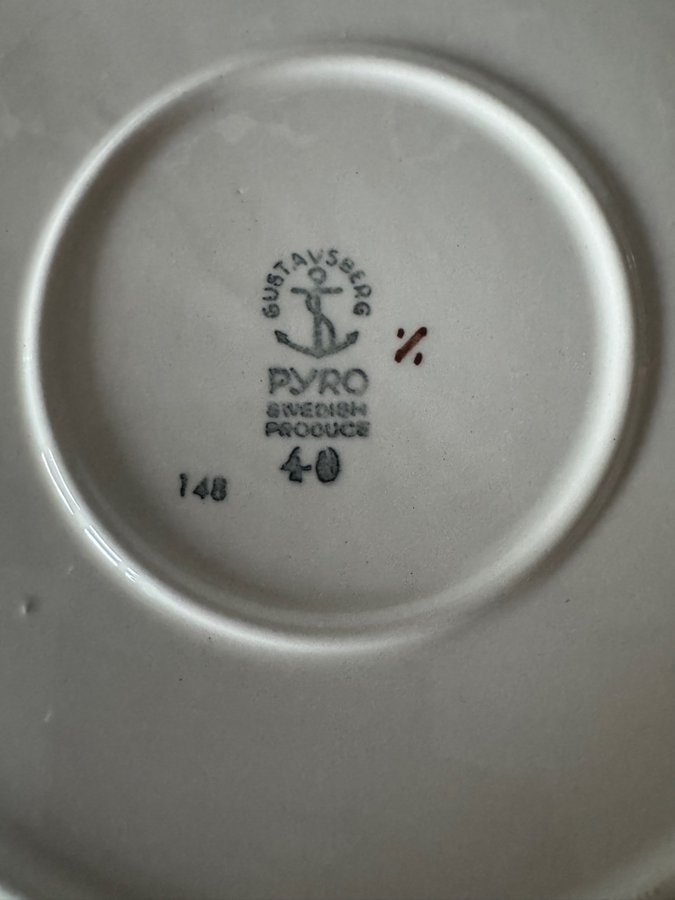 GUSTAVSBERG
PYRO
SWEDISH
PRODUCE
40
148